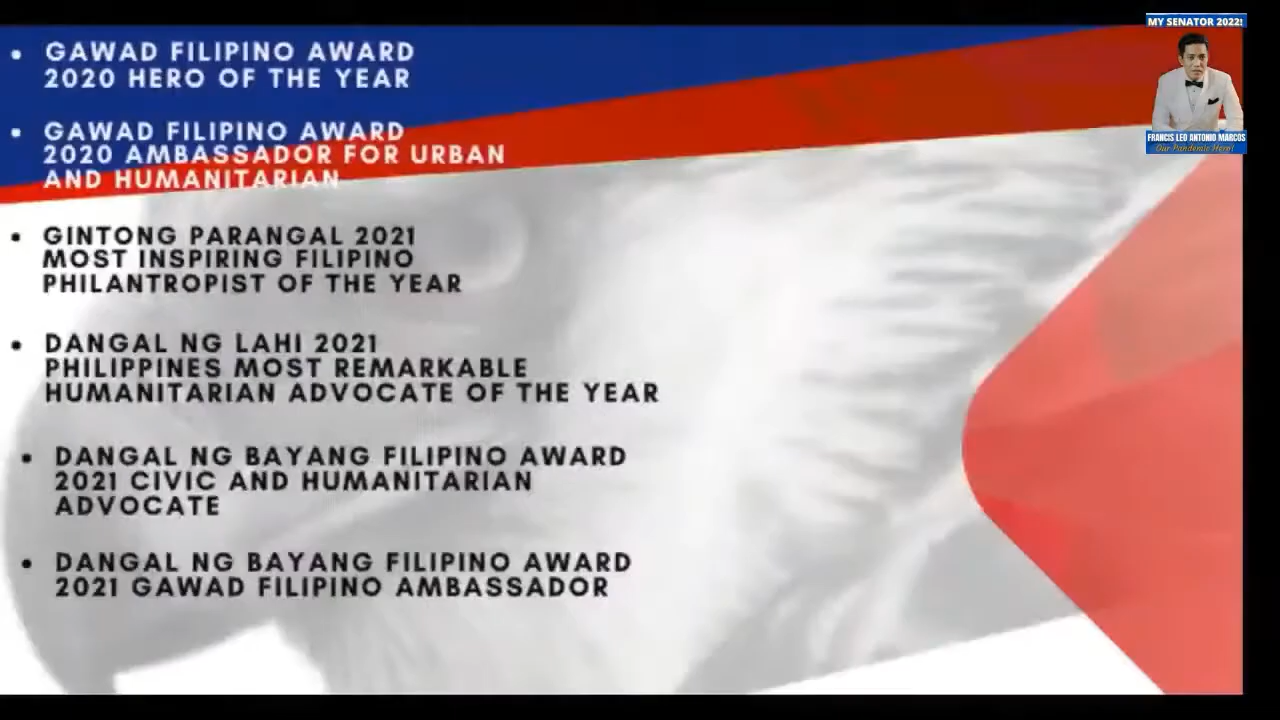 MY SENATOR 2022!
FRANCIS LEO ANTONIO MARCOS
Our Pandemic Hero!
• GAWAD FILIPINO AWARD
2020 HERO OF THE YEAR
• GAWAD FILIPINO AWARD
2020 AMBASSADOR FOR URBAN
AND HUMANITARIAN
• GINTONG PARANGAL 2021
MOST INSPIRING FILIPINO
PHILANTROPIST OF THE YEAR
• DANGAL NG LAHI 2021
PHILIPPINES MOST REMARKABLE
HUMANITARIAN ADVOCATE OF THE YEAR
• DANGAL NG BAYANG FILIPINO AWARD
2021 CIVIC AND HUMANITARIAN
ADVOCATE
• DANGAL NG BAYANG FILIPINO AWARD
2021 GAWAD FILIPINO AMBASSADOR